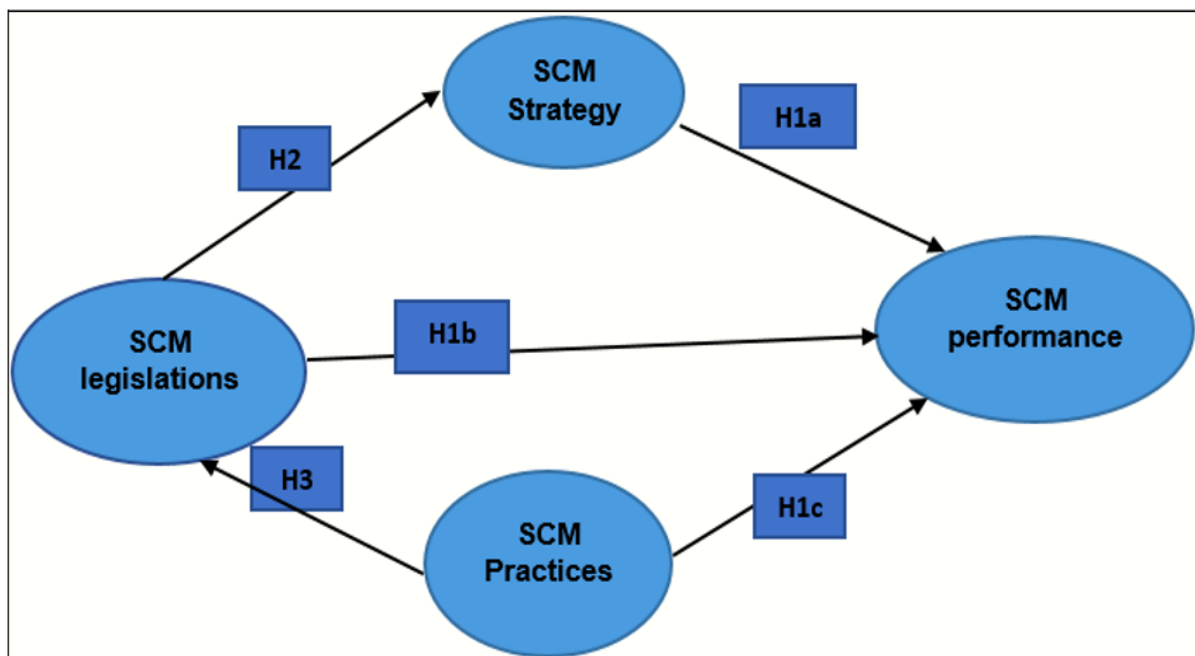 SCM
Strategy
H1a
H2
SCM
performance
H1b
SCM
legislations
H3
SCM
Practices
H1c